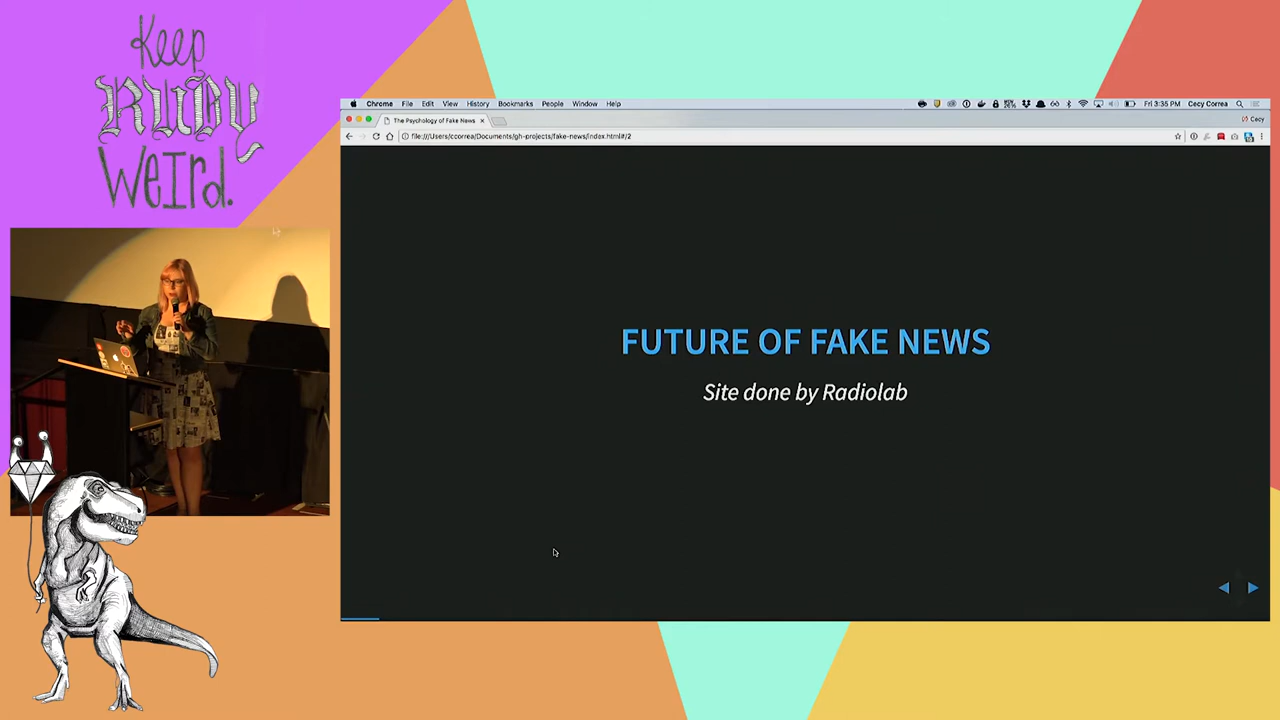 Keep
RUBY
WeIrd.
Chrome File Edit View History Bookmarks People Window Help
Fri 3:35 PM Cecy Correa
The Psychology of Fake News
Cecy
file:///Users/ccorrea/Documents/gh-projects/fake-news/index.html#/2
FUTURE OF FAKE NEWS
Site done by Radiolab